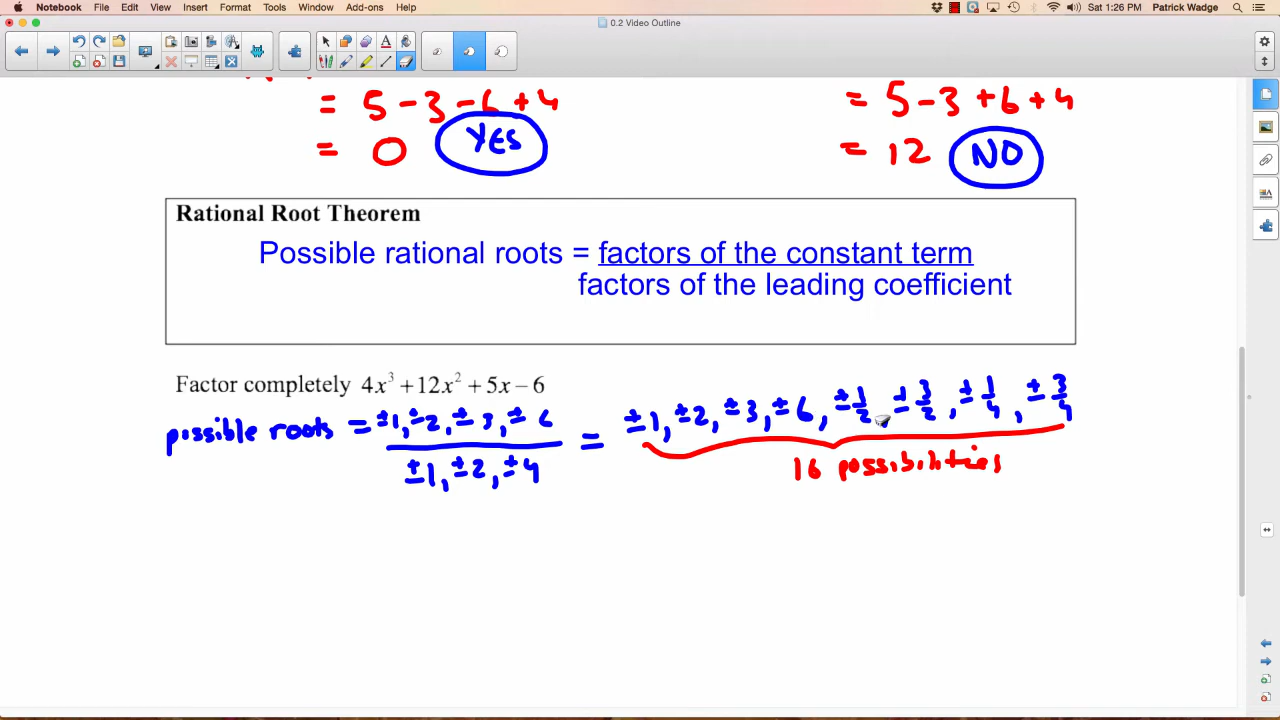 Notebook File Edit View Insert Format Tools Window Add-ons Help Sat 1:26 PM Patrick Wadge
0.2 Video Outline
= 5 - 3 - 6 + 4
= 0 YES
= 5 - 3 + 6 + 4
= 12 NO
Rational Root Theorem
Possible rational roots = factors of the constant term
factors of the leading coefficient
Factor completely 4x³ + 12x² + 5x - 6
possible roots = ±1, ±2, ±3, ±6 = ±1, ±2, ±3, ±6, ±1/2, ±3/2, ±1/4, ±3/4
±1, ±2, ±4
16 possibilities